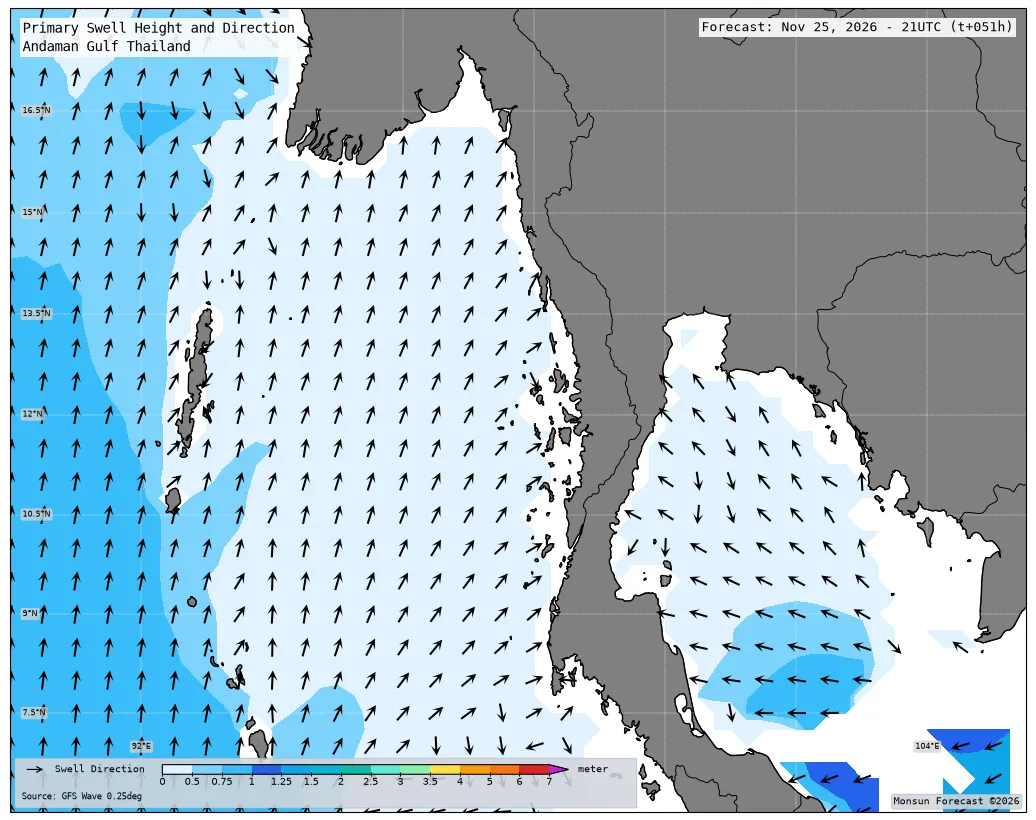 Primary Swell Height and Direction
Andaman Gulf Thailand
Forecast: Nov 25, 2026 - 21UTC (t+051h)
16.5°N
15°N
13.5°N
12°N
10.5°N
9°N
7.5°N
92°E
104°E
Swell Direction
0 0.5 0.75 1.25 1.5 2 2.5 3 3.5 4 5 6 7
meter
Source: GFS Wave 0.25deg
Monsun Forecast ©2026